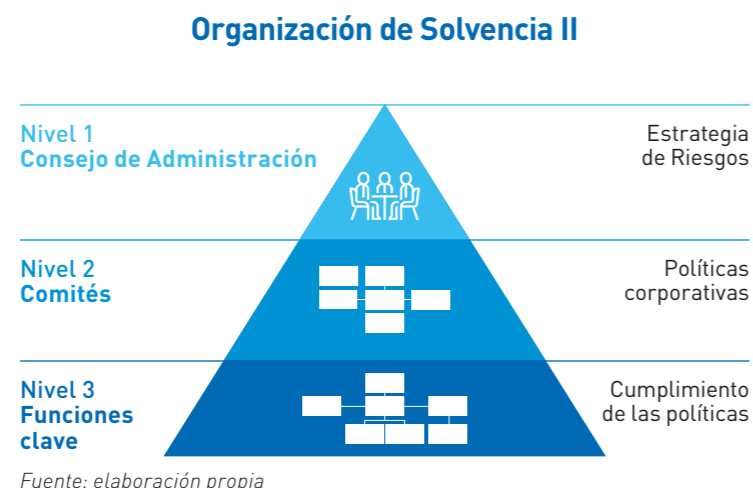 Organización de Solvencia II
Nivel 1
Consejo de Administración
Estrategia
de Riesgos
Nivel 2
Comités
Políticas
corporativas
Nivel 3
Funciones
clave
Cumplimiento
de las políticas
Fuente: elaboración propia